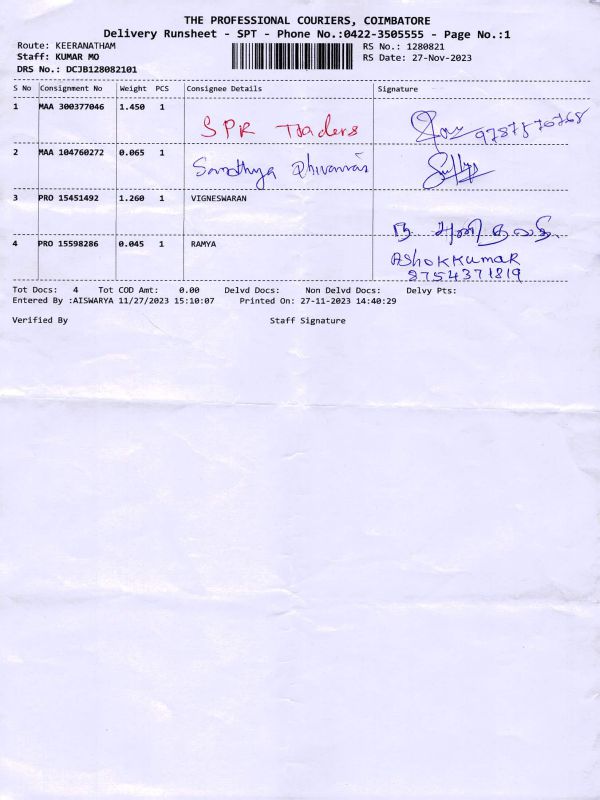 THE PROFESSIONAL COURIERS, COIMBATORE
Delivery Runsheet - SPT - Phone No.:0422-3505555 - Page No.:1
Route: KEERANATHAM RS No.: 1280821
Staff: KUMAR MO RS Date: 27-Nov-2023
DRS No.: DCJB128082101
S No Consignment No Weight PCS Consignee Details Signature
1 MAA 300377046 1.450 1
SPR Traders 9787570768
2 MAA 104760272 0.065 1
Sandhya
3 PRO 15451492 1.260 1 VIGNESWARAN
4 PRO 15598286 0.045 1 RAMYA
AShOKKUMAR
8754371819
Tot Docs: 4 Tot COD Amt: 0.00 Delvd Docs: Non Delvd Docs: Delvy Pts:
Entered By :AISWARYA 11/27/2023 15:10:07 Printed On: 27-11-2023 14:40:29
Verified By Staff Signature